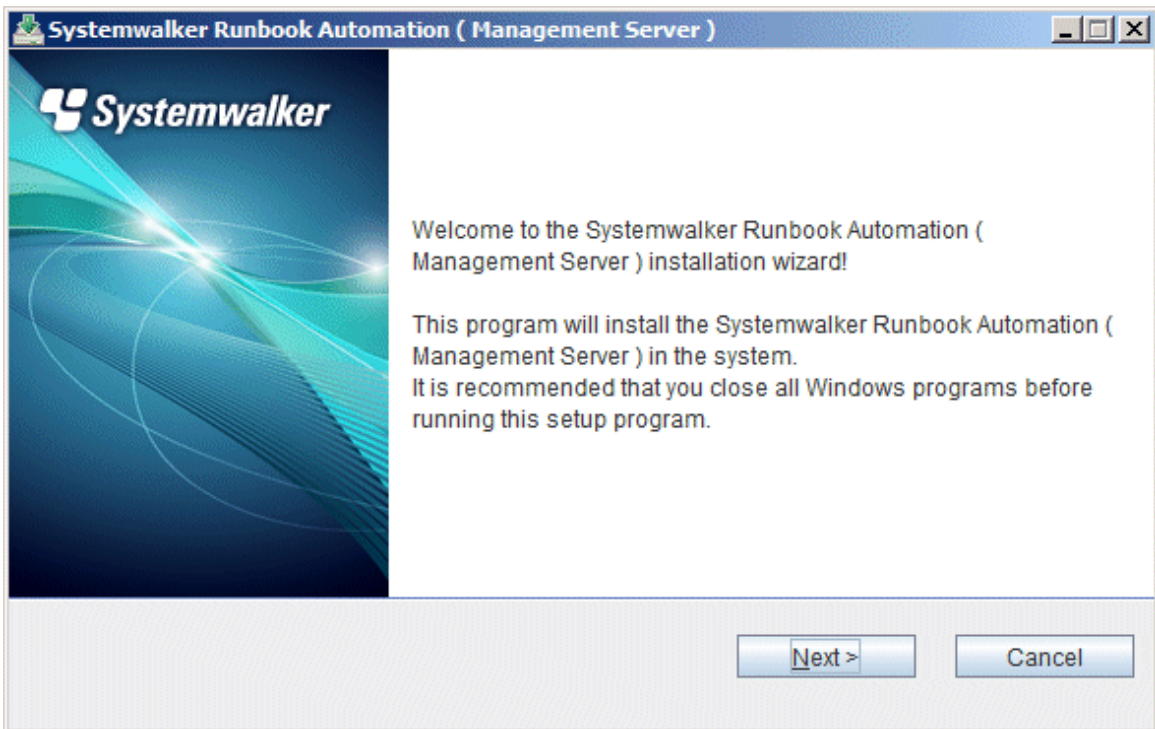 Systemwalker Runbook Automation ( Management Server )
Systemwalker
Welcome to the Systemwalker Runbook Automation (
Management Server ) installation wizard!
This program will install the Systemwalker Runbook Automation (
Management Server ) in the system.
It is recommended that you close all Windows programs before
running this setup program.
Next >
Cancel